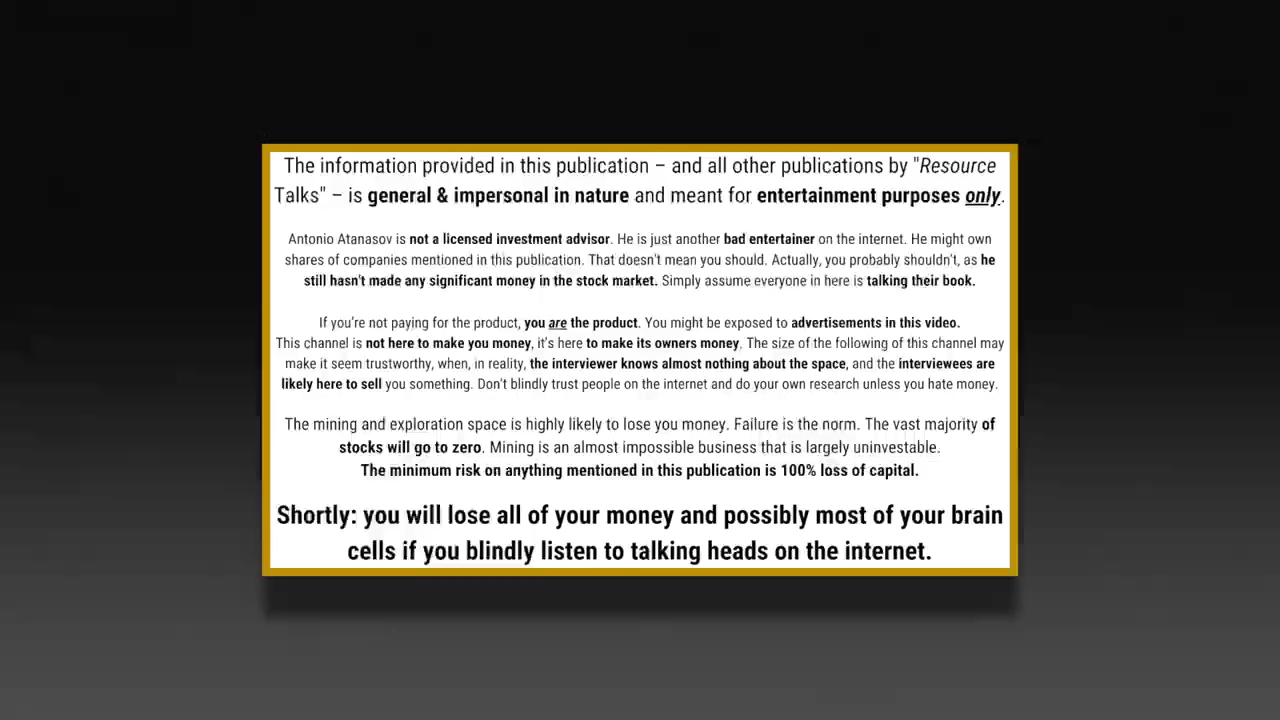 The information provided in this publication – and all other publications by "Resource
Talks" – is general & impersonal in nature and meant for entertainment purposes only.
Antonio Atanasov is not a licensed investment advisor. He is just another bad entertainer on the internet. He might own
shares of companies mentioned in this publication. That doesn't mean you should. Actually, you probably shouldn't, as he
still hasn't made any significant money in the stock market. Simply assume everyone in here is talking their book.
If you're not paying for the product, you are the product. You might be exposed to advertisements in this video.
This channel is not here to make you money, it's here to make its owners money. The size of the following of this channel may
make it seem trustworthy, when, in reality, the interviewer knows almost nothing about the space, and the interviewees are
likely here to sell you something. Don't blindly trust people on the internet and do your own research unless you hate money.
The mining and exploration space is highly likely to lose you money. Failure is the norm. The vast majority of
stocks will go to zero. Mining is an almost impossible business that is largely uninvestable.
The minimum risk on anything mentioned in this publication is 100% loss of capital.
Shortly: you will lose all of your money and possibly most of your brain
cells if you blindly listen to talking heads on the internet.